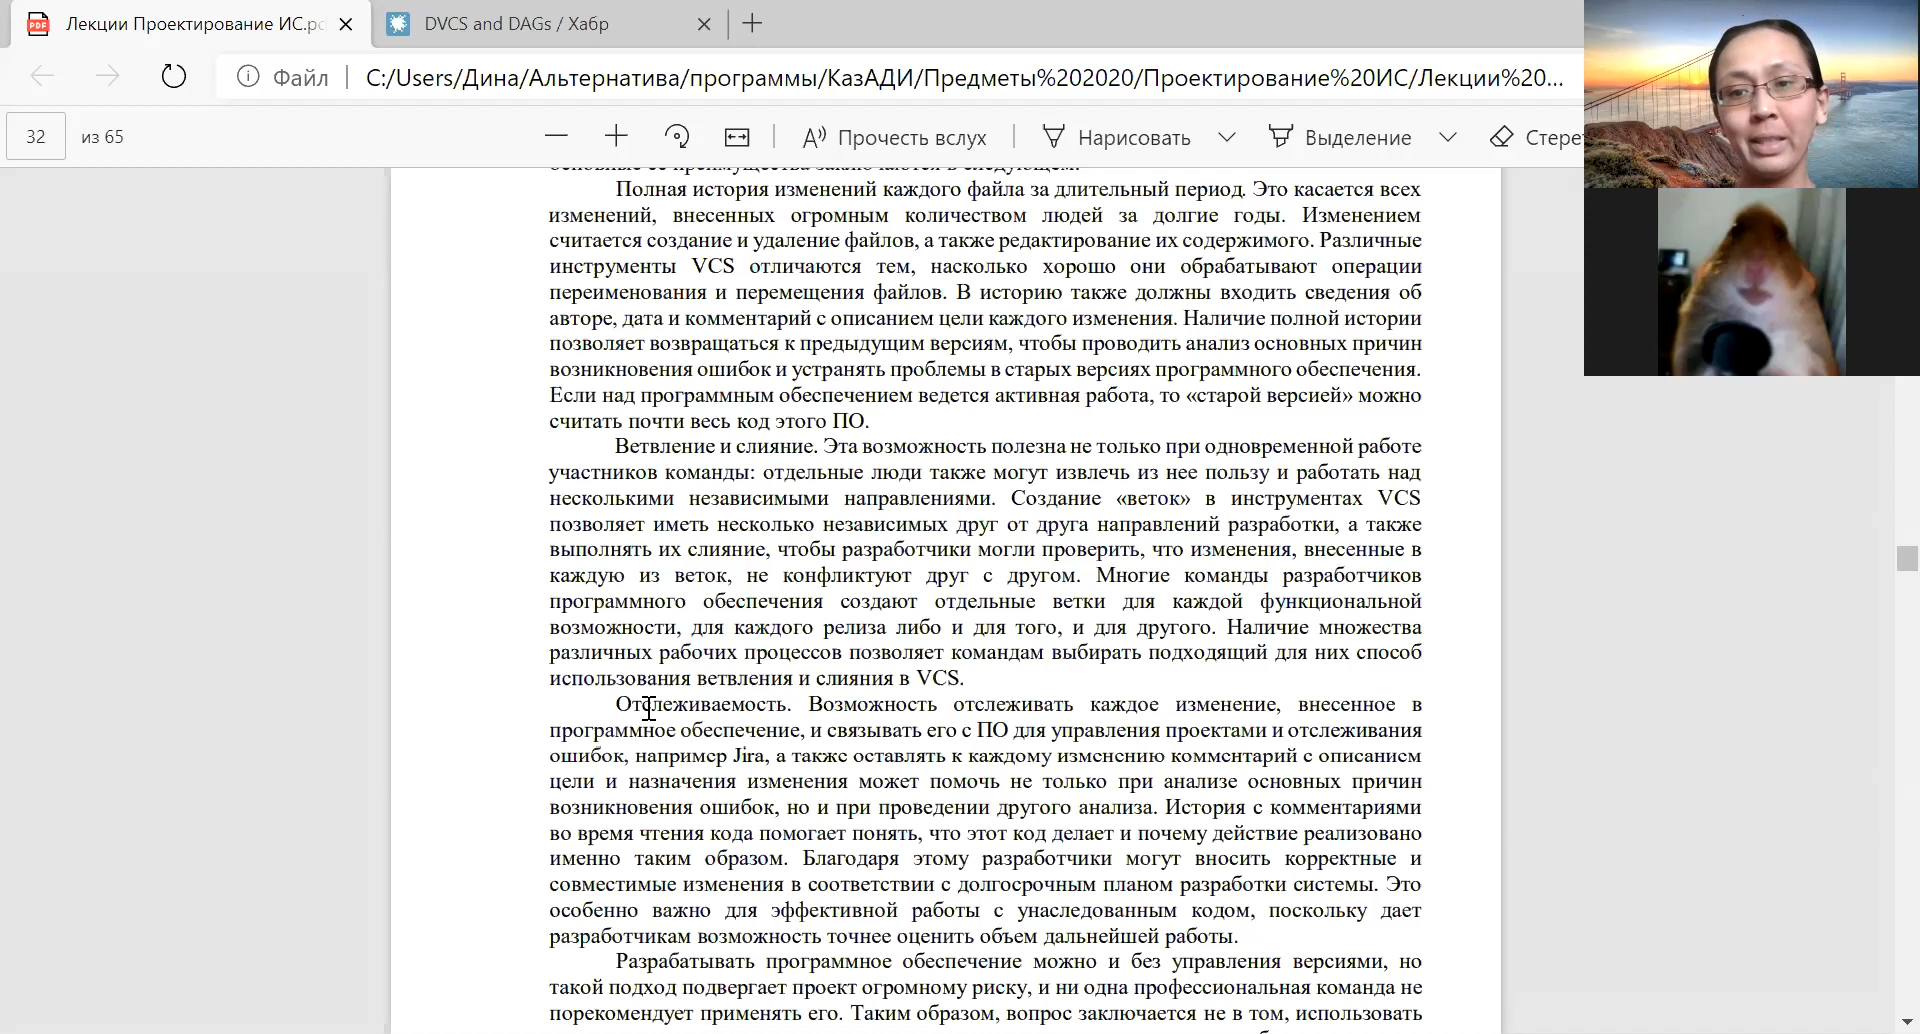 Лекции Проектирование ИС.pd
DVCS and DAGs / Хабр
Файл
C:/Users/Дина/Альтернатива/программы/КазАДИ/Предметы%202020/Проектирование%20ИС/Лекции%20...
32 из 65
Прочесть вслух
Нарисовать
Выделение
Стерет
основные ее преимущества заключаются в следующем.
Полная история изменений каждого файла за длительный период. Это касается всех
изменений, внесенных огромным количеством людей за долгие годы. Изменением
считается создание и удаление файлов, а также редактирование их содержимого. Различные
инструменты VCS отличаются тем, насколько хорошо они обрабатывают операции
переименования и перемещения файлов. В историю также должны входить сведения об
авторе, дата и комментарий с описанием цели каждого изменения. Наличие полной истории
позволяет возвращаться к предыдущим версиям, чтобы проводить анализ основных причин
возникновения ошибок и устранять проблемы в старых версиях программного обеспечения.
Если над программным обеспечением ведется активная работа, то «старой версией» можно
считать почти весь код этого ПО.
Ветвление и слияние. Эта возможность полезна не только при одновременной работе
участников команды: отдельные люди также могут извлечь из нее пользу и работать над
несколькими независимыми направлениями. Создание «веток» в инструментах VCS
позволяет иметь несколько независимых друг от друга направлений разработки, а также
выполнять их слияние, чтобы разработчики могли проверить, что изменения, внесенные в
каждую из веток, не конфликтуют друг с другом. Многие команды разработчиков
программного обеспечения создают отдельные ветки для каждой функциональной
возможности, для каждого релиза либо и для того, и для другого. Наличие множества
различных рабочих процессов позволяет командам выбирать подходящий для них способ
использования ветвления и слияния в VCS.
Отслеживаемость. Возможность отслеживать каждое изменение, внесенное в
программное обеспечение, и связывать его с ПО для управления проектами и отслеживания
ошибок, например Jira, а также оставлять к каждому изменению комментарий с описанием
цели и назначения изменения может помочь не только при анализе основных причин
возникновения ошибок, но и при проведении другого анализа. История с комментариями
во время чтения кода помогает понять, что этот код делает и почему действие реализовано
именно таким образом. Благодаря этому разработчики могут вносить корректные и
совместимые изменения в соответствии с долгосрочным планом разработки системы. Это
особенно важно для эффективной работы с унаследованным кодом, поскольку дает
разработчикам возможность точнее оценить объем дальнейшей работы.
Разрабатывать программное обеспечение можно и без управления версиями, но
такой подход подвергает проект огромному риску, и ни одна профессиональная команда не
порекомендует применять его. Таким образом, вопрос заключается не в том, использовать